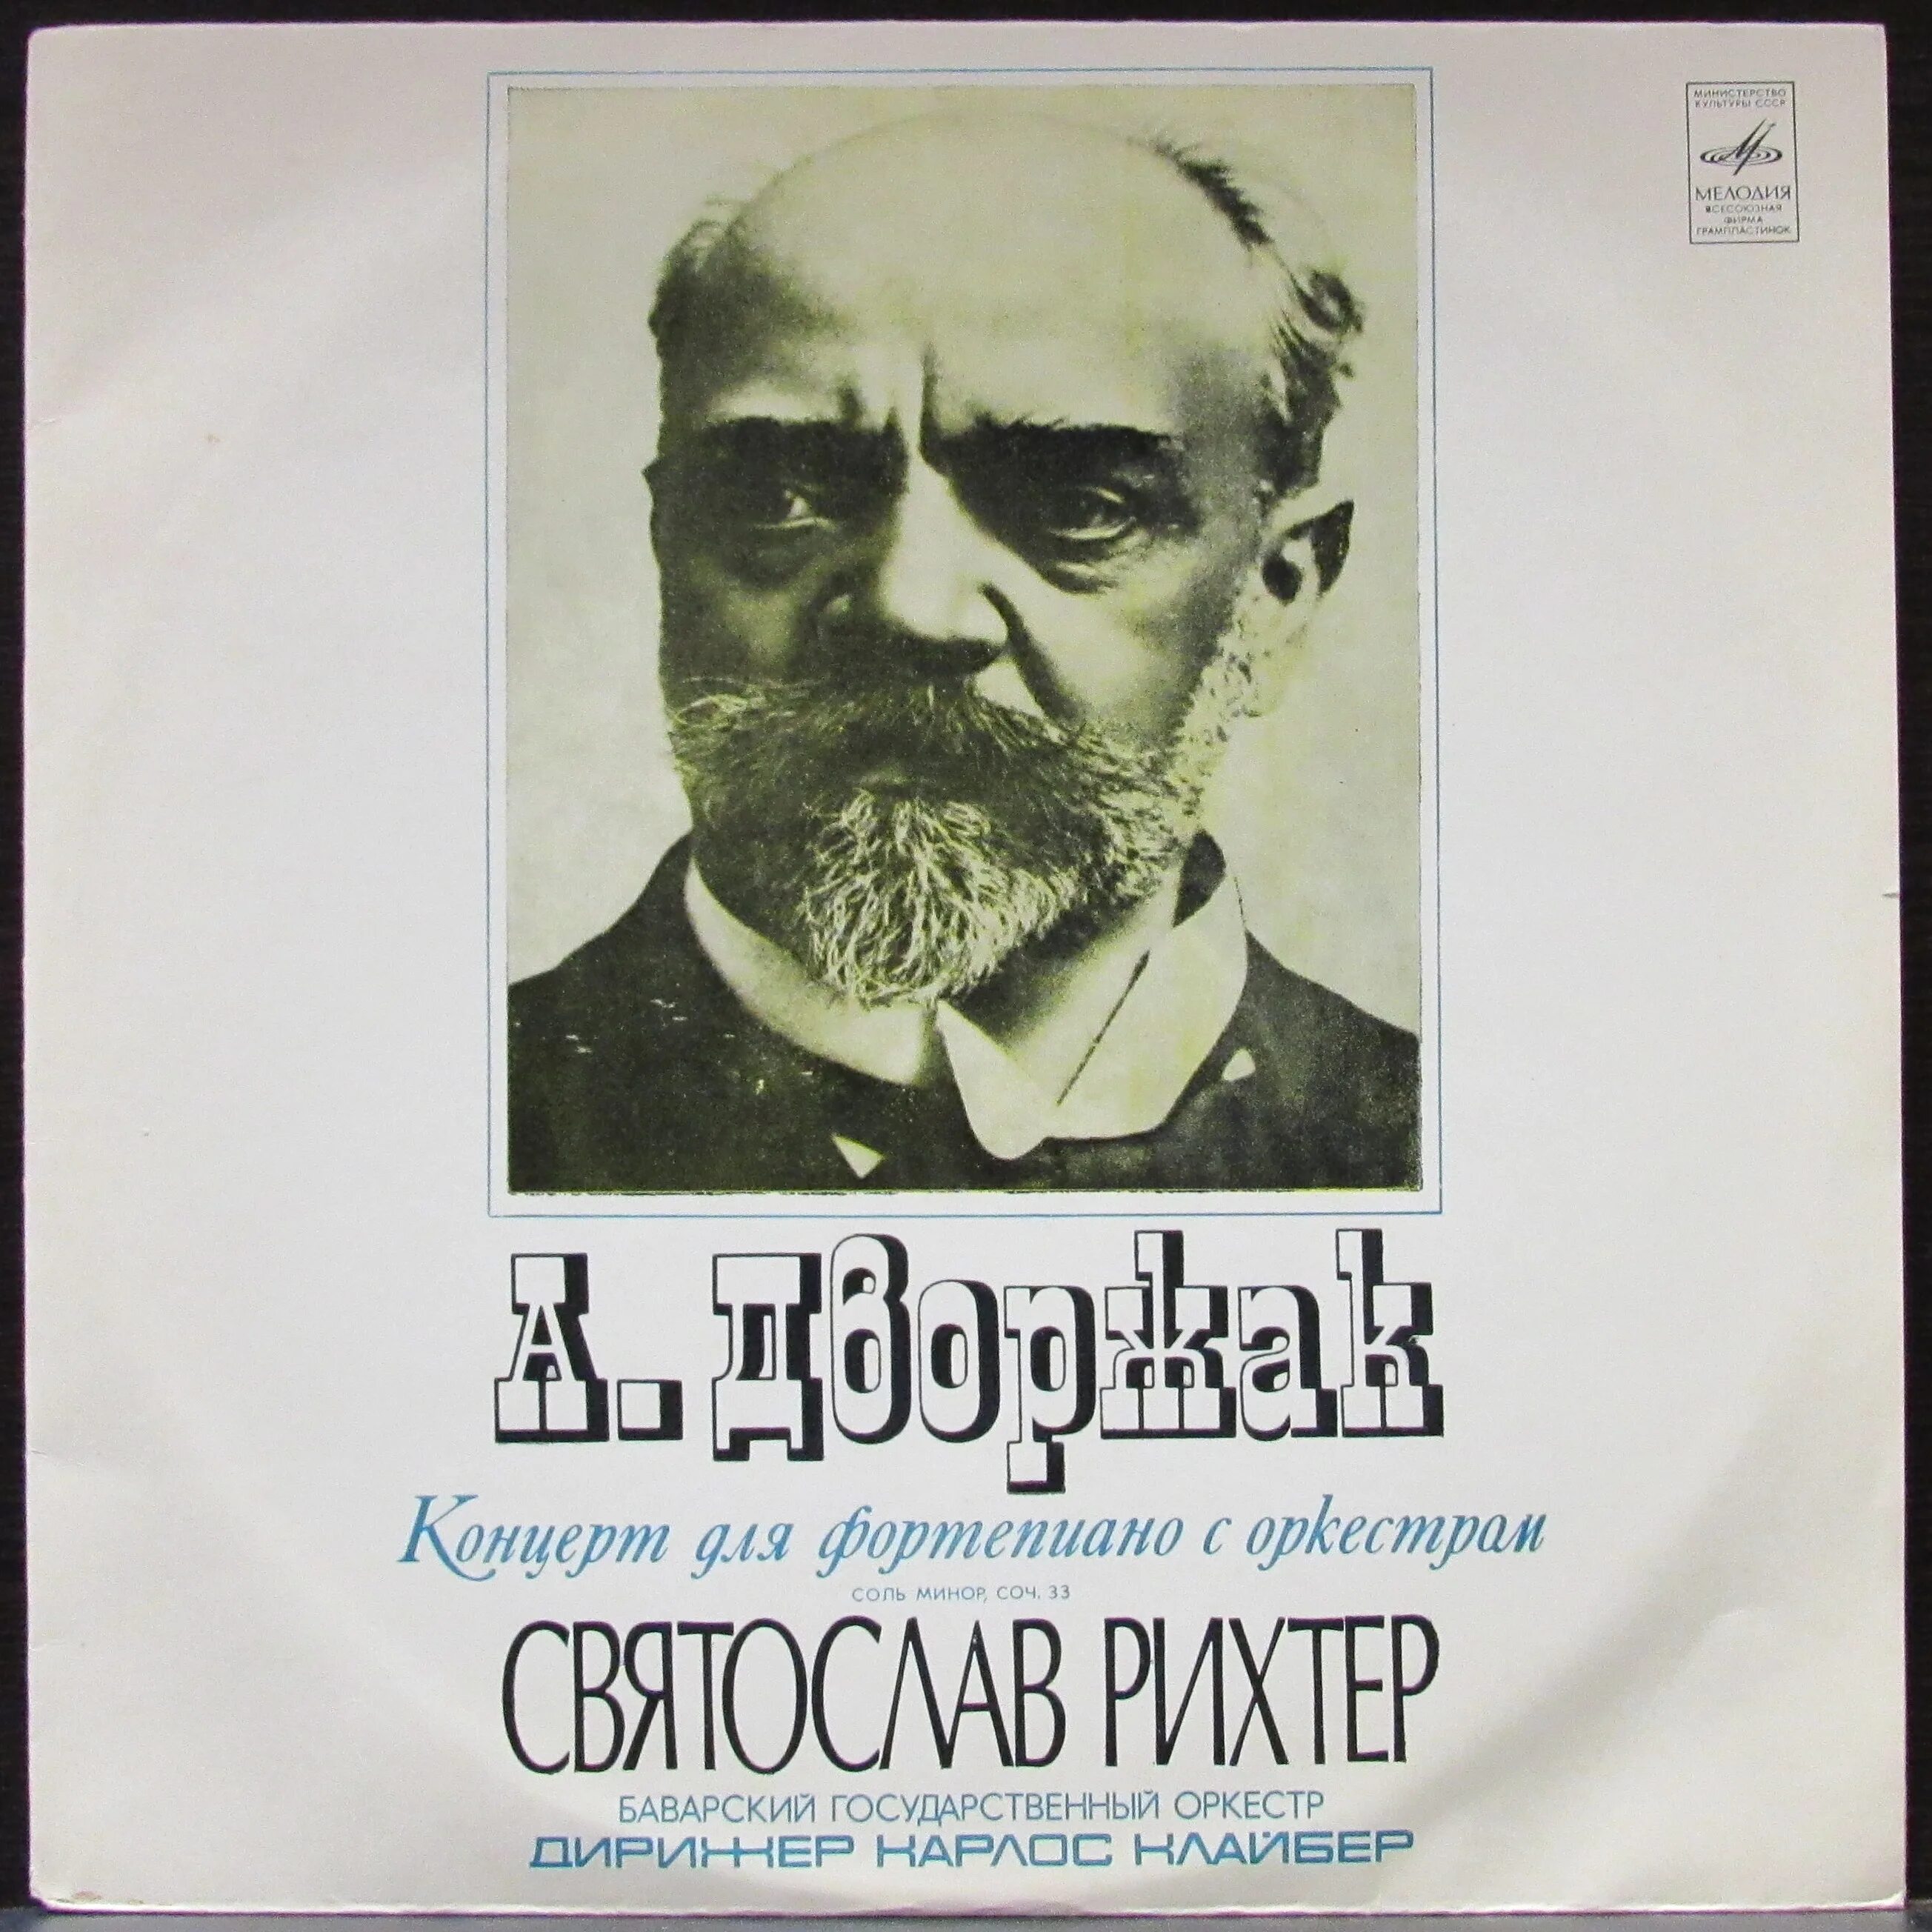 МИНИСТЕРСТВО
КУЛЬТУРЫ СССР
МЕЛОДИЯ
ВСЕСОЮЗНАЯ
ФИРМА
ГРАМПЛАСТИНОК
А. Дворжак
Концерт для фортепиано с оркестром
СОЛЬ МИНОР, СОЧ. 33
СВЯТОСЛАВ РИХТЕР
БАВАРСКИЙ ГОСУДАРСТВЕННЫЙ ОРКЕСТР
ДИРИЖЕР КАРЛОС КЛАЙБЕР